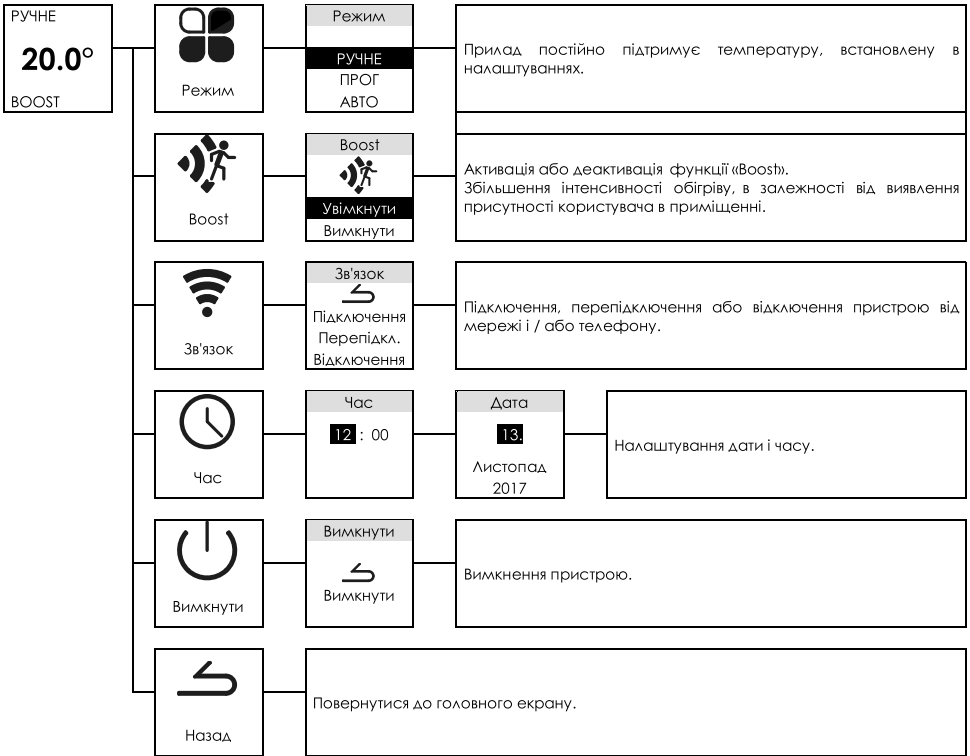 РУЧНЕ
20.0°
BOOST
Режим
Режим
РУЧНЕ
ПРОГ
АВТО
Прилад постійно підтримує температуру, встановлену в
налаштуваннях.
Boost
Boost
Увімкнути
Вимкнути
Активація або деактивація функції «Boost».
Збільшення інтенсивності обігріву, в залежності від виявлення
присутності користувача в приміщенні.
Зв'язок
Зв'язок
Підключення
Перепідкл.
Відключення
Підключення, перепідключення або відключення пристрою від
мережі і / або телефону.
Час
Час
12 : 00
Дата
13.
Листопад
2017
Налаштування дати і часу.
Вимкнути
Вимкнути
Вимкнути
Вимкнення пристрою.
Назад
Повернутися до головного екрану.